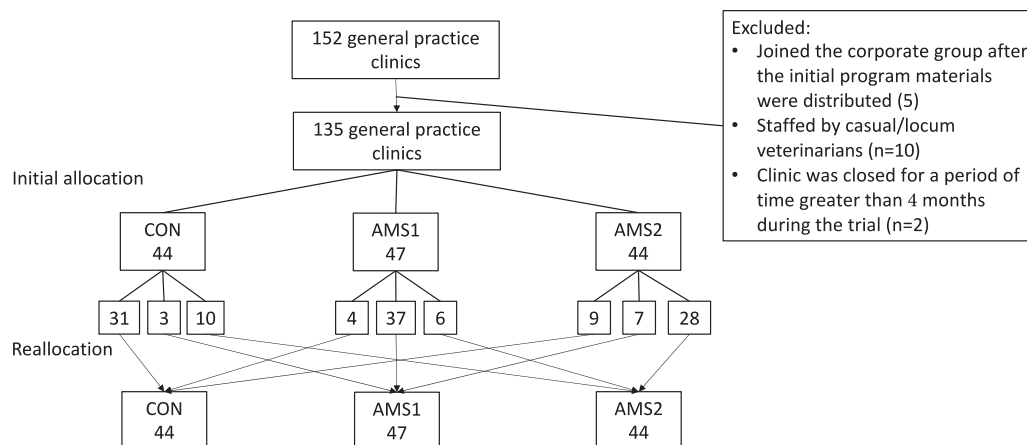 152 general practice
clinics
Excluded:
• Joined the corporate group after
the initial program materials
were distributed (5)
• Staffed by casual/locum
veterinarians (n=10)
• Clinic was closed for a period of
time greater than 4 months
during the trial (n=2)
135 general practice
clinics
Initial allocation
CON
44
AMS1
47
AMS2
44
31 3 10 4 37 6 9 7 28
Reallocation
CON
44
AMS1
47
AMS2
44